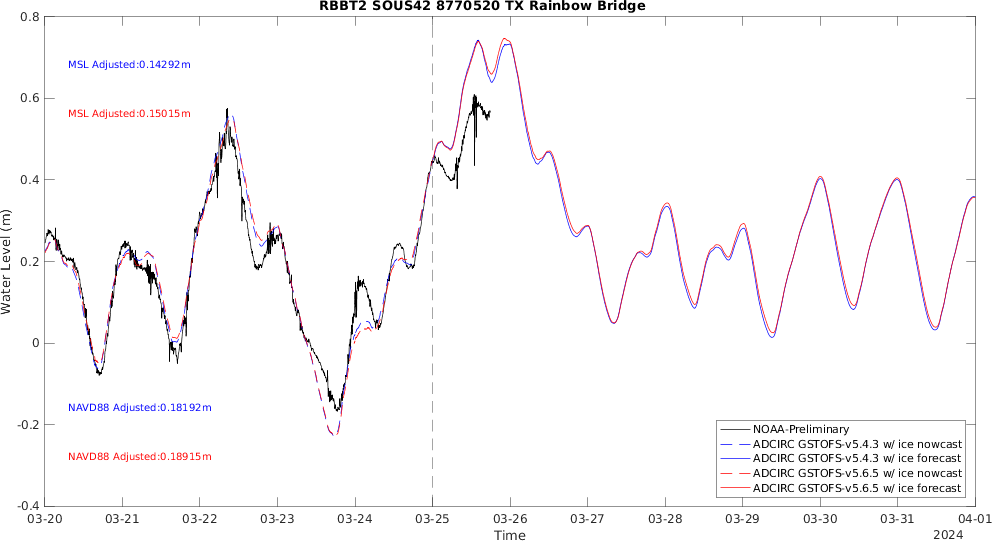 RBBT2 SOUS42 8770520 TX Rainbow Bridge
0.8
MSL Adjusted:0.14292m
0.6
MSL Adjusted:0.15015m
0.4
0.2
Water Level (m)
0
-0.2
NAVD88 Adjusted:0.18192m
NAVD88 Adjusted:0.18915m
-0.4
NOAA-Preliminary
ADCIRC GSTOFS-v5.4.3 w/ ice nowcast
ADCIRC GSTOFS-v5.4.3 w/ ice forecast
ADCIRC GSTOFS-v5.6.5 w/ ice nowcast
ADCIRC GSTOFS-v5.6.5 w/ ice forecast
03-20 03-21 03-22 03-23 03-24 03-25 03-26 03-27 03-28 03-29 03-30 03-31 04-01
Time
2024